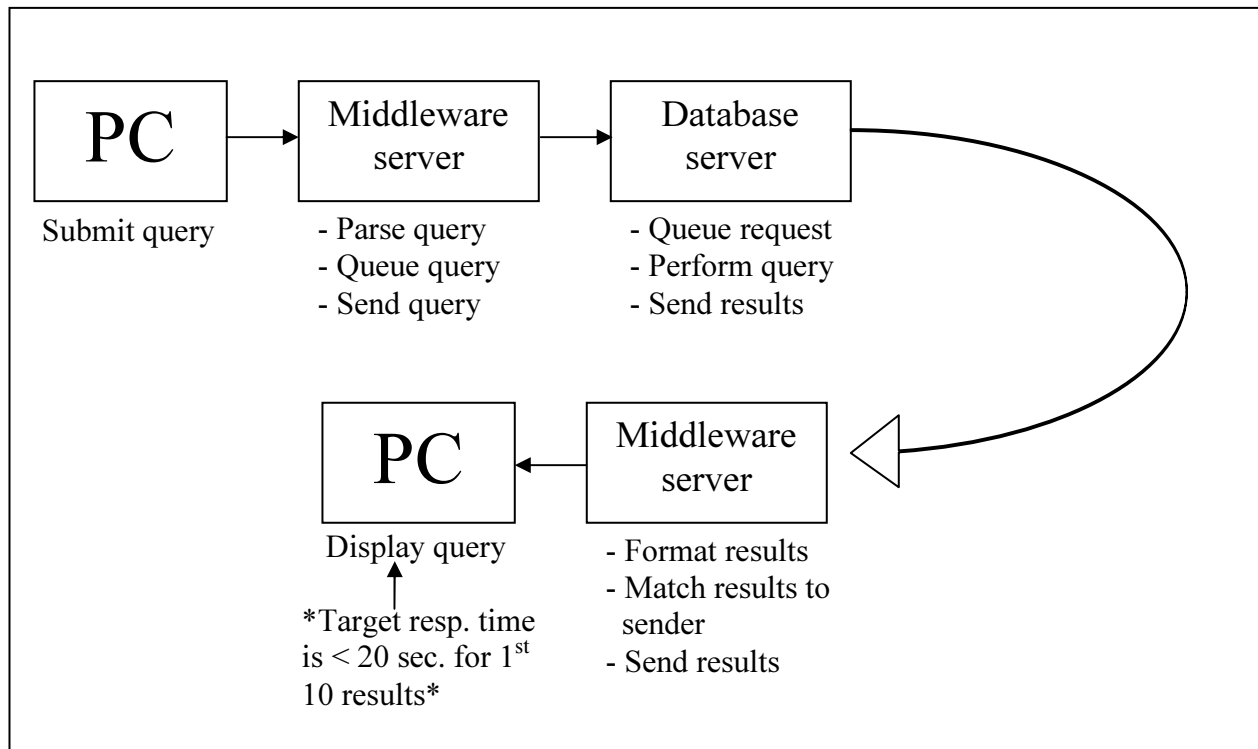 PC
Middleware
server
Database
server
Submit query
- Parse query
- Queue query
- Send query
- Queue request
- Perform query
- Send results
PC
Middleware
server
Display query
*Target resp. time
is < 20 sec. for 1st
10 results*
- Format results
- Match results to
sender
- Send results